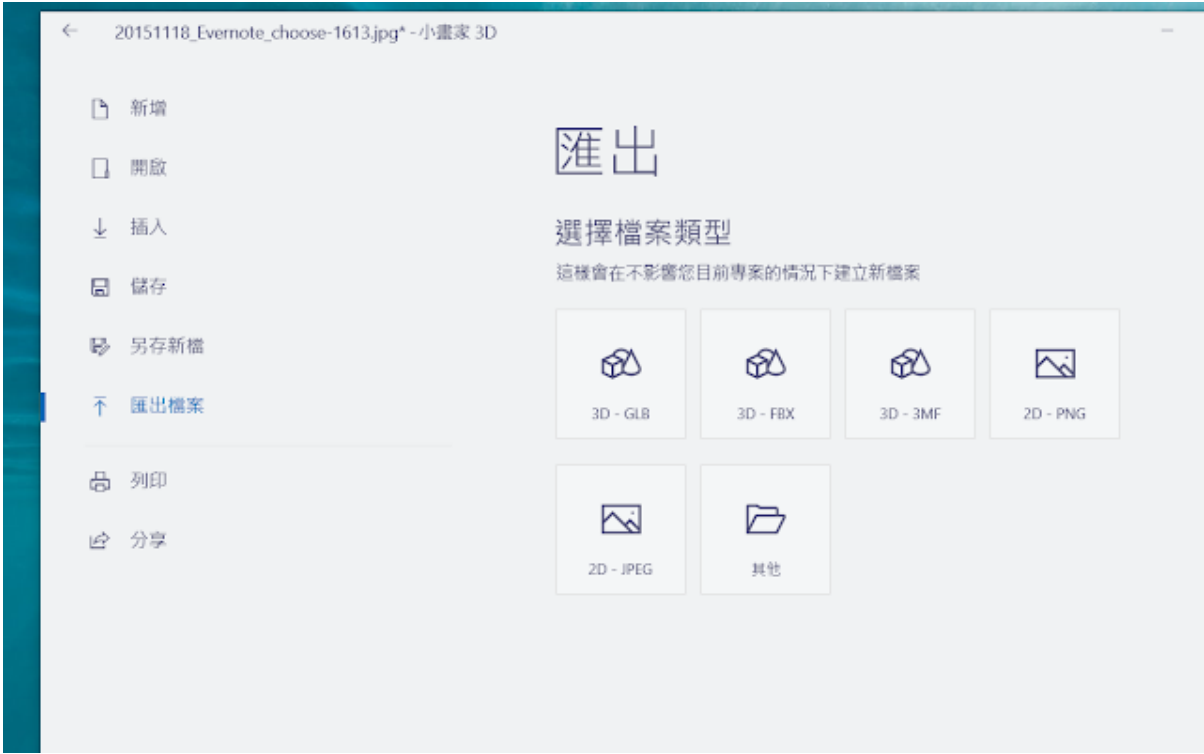 20151118_Evernote_choose-1613.jpg* - 小畫家 3D
新增
開啟
插入
儲存
另存新檔
匯出檔案
列印
分享
匯出
選擇檔案類型
這樣會在不影響您目前專案的情況下建立新檔案
3D - GLB
3D - FBX
3D - 3MF
2D - PNG
2D - JPEG
其他